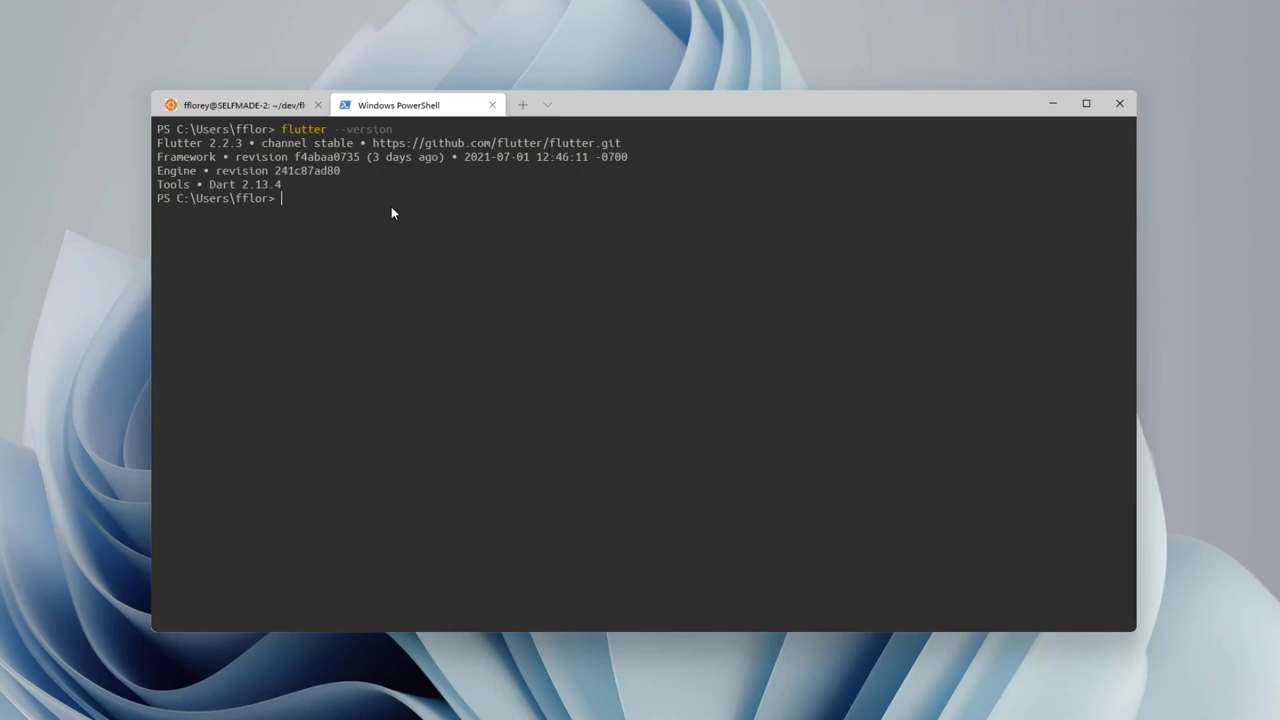 fflorey@SELFMADE-2: ~/dev/fl
Windows PowerShell
PS C:\Users\fflor> flutter --version
Flutter 2.2.3 • channel stable • https://github.com/flutter/flutter.git
Framework • revision f4abaa0735 (3 days ago) • 2021-07-01 12:46:11 -0700
Engine • revision 241c87ad80
Tools • Dart 2.13.4
PS C:\Users\fflor>